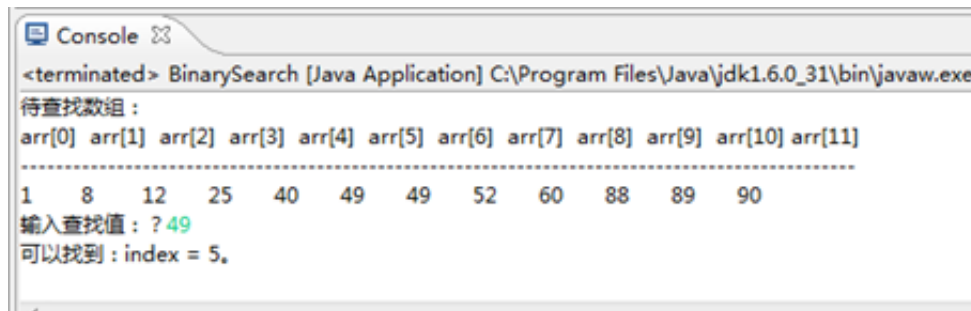 Console
<terminated> BinarySearch [Java Application] C:\Program Files\Java\jdk1.6.0_31\bin\javaw.exe
待查找数组：
arr[0] arr[1] arr[2] arr[3] arr[4] arr[5] arr[6] arr[7] arr[8] arr[9] arr[10] arr[11]
--------------------------------------------------------------------------------
1 8 12 25 40 49 49 52 60 88 89 90
输入查找值：？49
可以找到：index = 5。